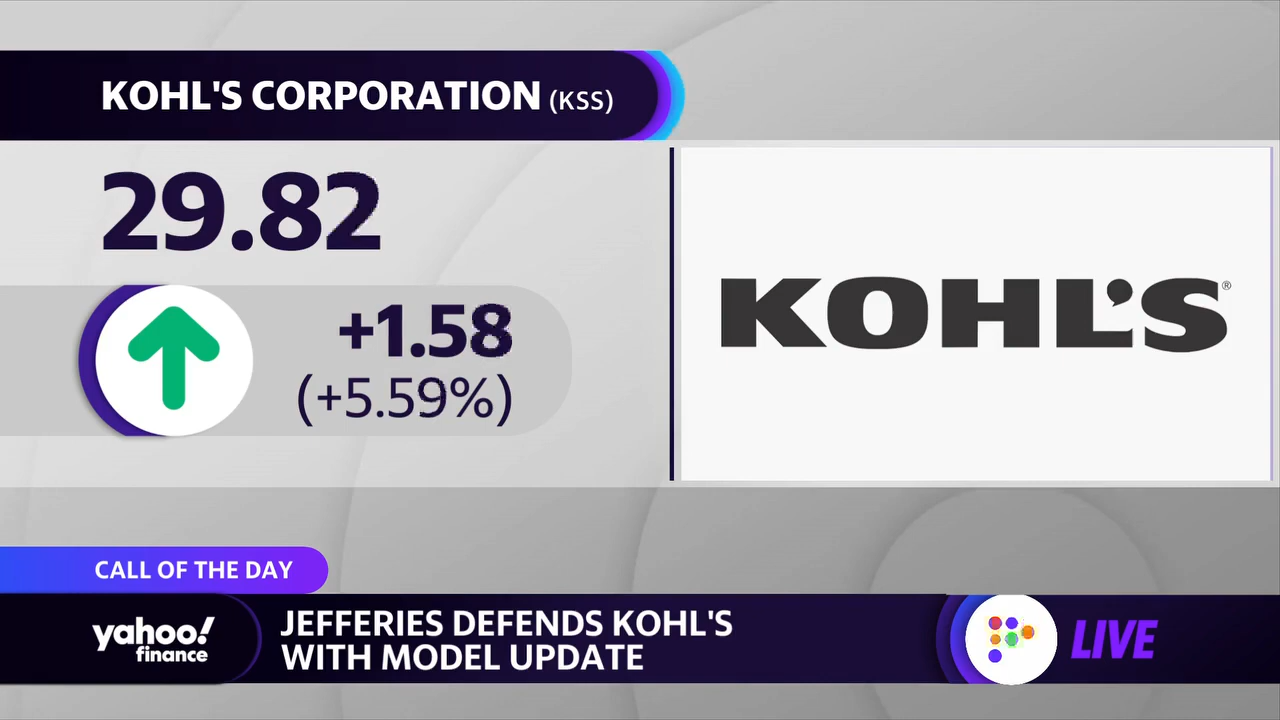 KOHL'S CORPORATION (KSS)
29.82
+1.58
(+5.59%)
KOHL'S®
CALL OF THE DAY
yahoo!
finance
JEFFERIES DEFENDS KOHL'S
WITH MODEL UPDATE
LIVE